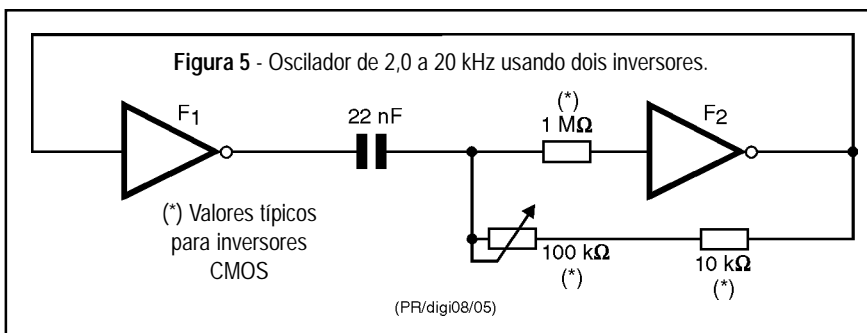 Figura 5 - Oscilador de 2,0 a 20 kHz usando dois inversores.
F1
22 nF
(*)
1 MΩ
F2
(*) Valores típicos
para inversores
CMOS
100 kΩ
(*)
10 kΩ
(*)
(PR/digi08/05)